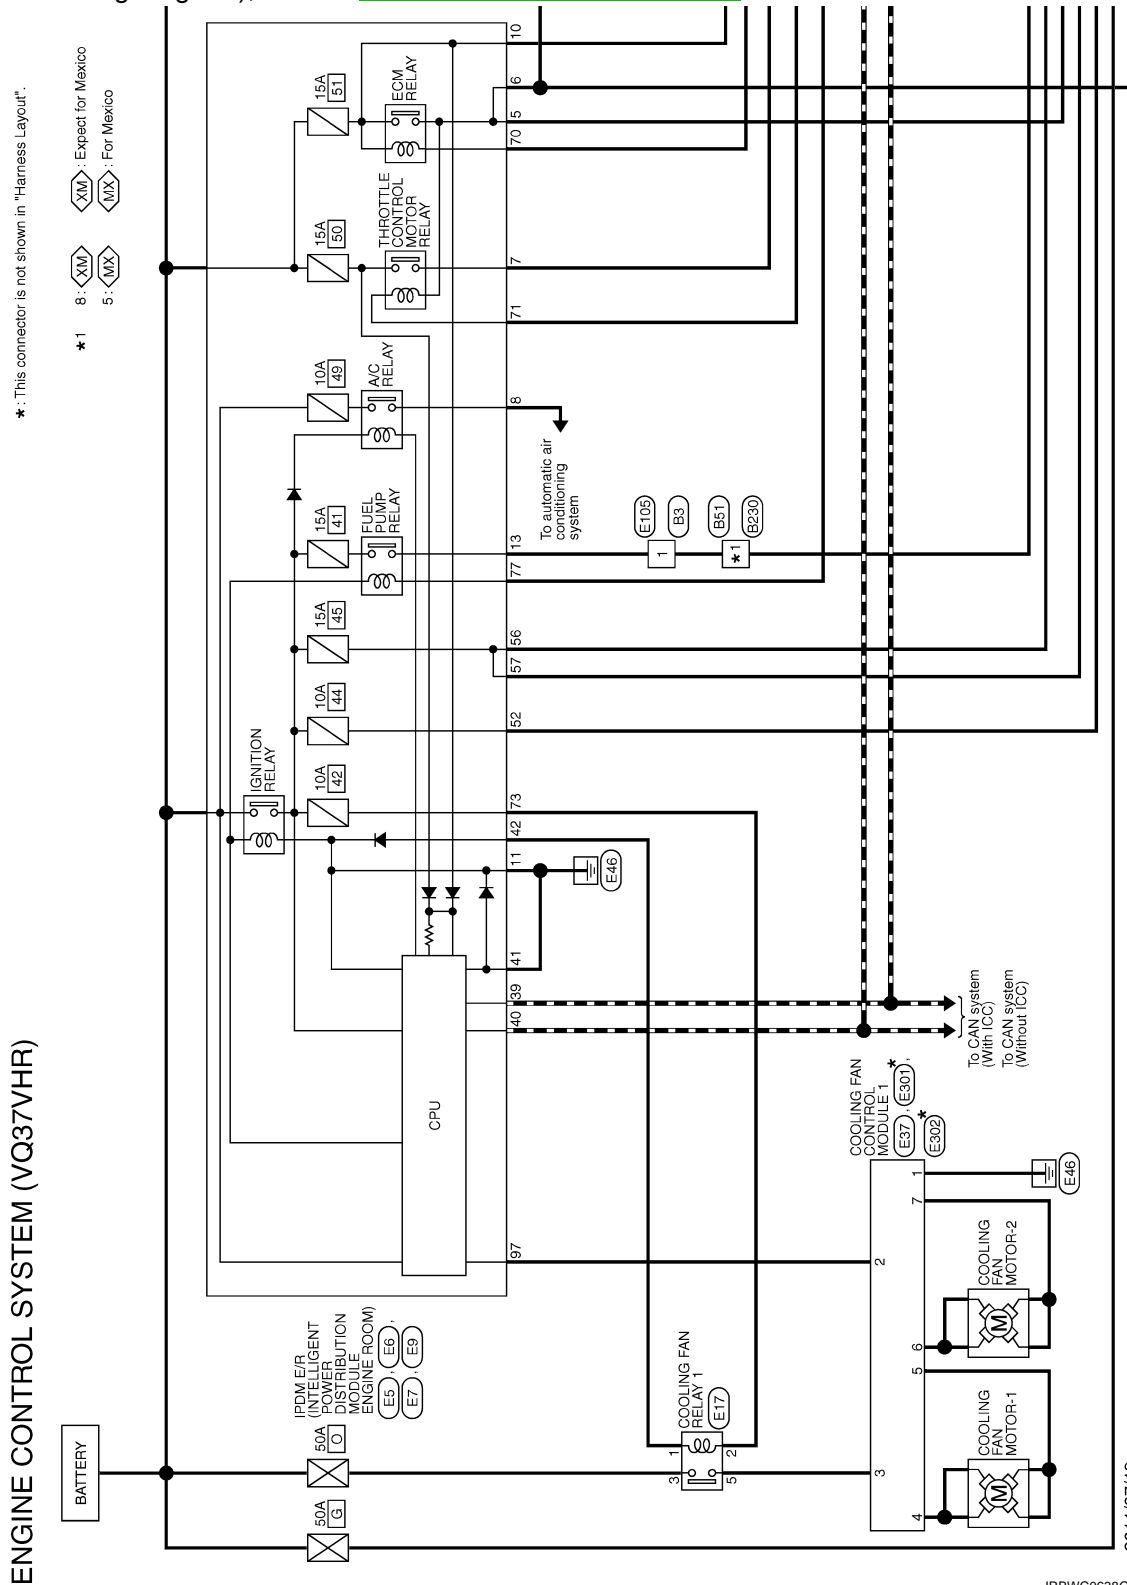 ENGINE CONTROL SYSTEM (VQ37VHR)
BATTERY
50A
G
50A
O
IPDM E/R
(INTELLIGENT
POWER
DISTRIBUTION
MODULE
ENGINE ROOM)
E5 , E6 ,
E7 , E9
*: This connector is not shown in "Harness Layout".
*1 8: XM XM : Expect for Mexico
5: MX MX : For Mexico
IGNITION
RELAY
10A
42
10A
44
15A
45
15A
41
FUEL
PUMP
RELAY
10A
49
A/C
RELAY
15A
50
THROTTLE
CONTROL
MOTOR
RELAY
15A
51
ECM
RELAY
CPU
97
40
39
41
11
42
73
52
57
56
77
13
8
71
7
70
5
6
10
E46
To automatic air
conditioning
system
1
E105
B3
*1
B51
B230
COOLING FAN
RELAY 1
E17
3
1
5
2
To CAN system
(With ICC)
To CAN system
(Without ICC)
COOLING FAN
CONTROL
MODULE 1 *
E37 , E301 ,
*
E302
3
2
4
5
6
7
1
COOLING
FAN
MOTOR-1
M
COOLING
FAN
MOTOR-2
M
E46